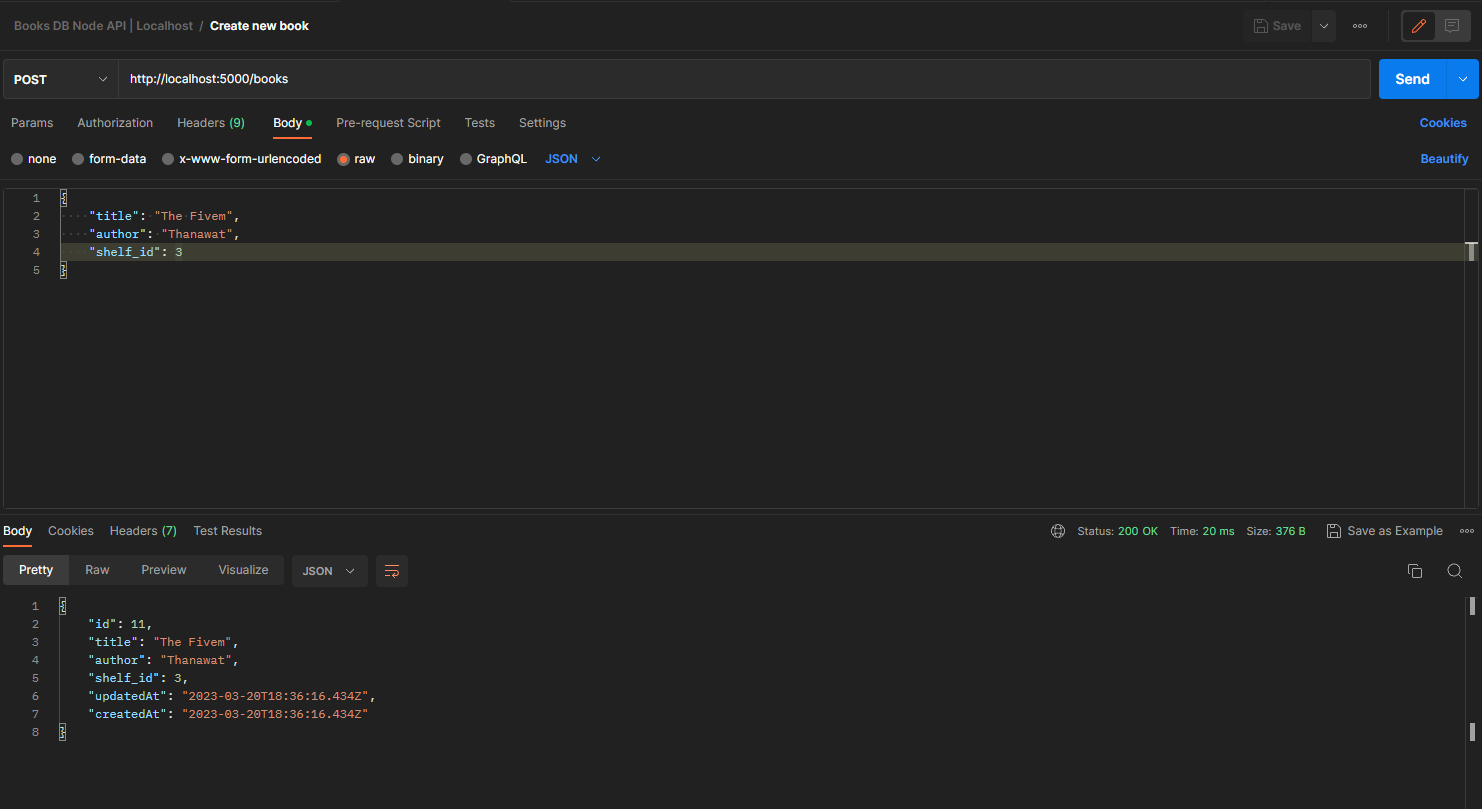 Books DB Node API | Localhost / Create new book Save
POST http://localhost:5000/books Send
Params Authorization Headers (9) Body Pre-request Script Tests Settings Cookies
none form-data x-www-form-urlencoded raw binary GraphQL JSON Beautify
1 {
2 "title": "The Fivem",
3 "author": "Thanawat",
4 "shelf_id": 3
5 }
Body Cookies Headers (7) Test Results Status: 200 OK Time: 20 ms Size: 376 B Save as Example
Pretty Raw Preview Visualize JSON
1 {
2 "id": 11,
3 "title": "The Fivem",
4 "author": "Thanawat",
5 "shelf_id": 3,
6 "updatedAt": "2023-03-20T18:36:16.434Z",
7 "createdAt": "2023-03-20T18:36:16.434Z"
8 }